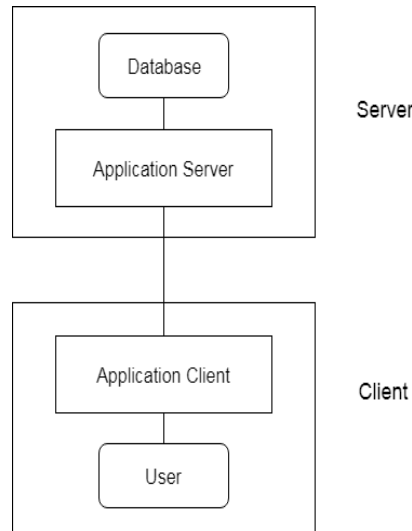 Database
Server
Application Server
Application Client
Client
User